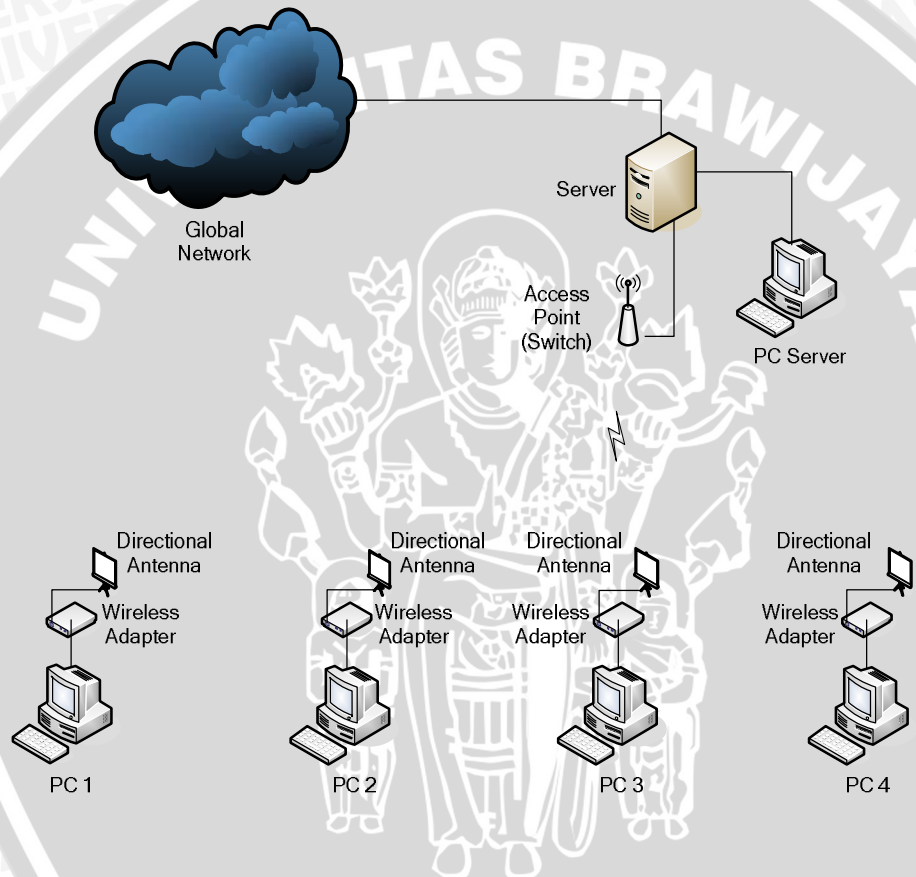 UNIVERSITAS BRAWIJAYA
Global
Network
Server
Access
Point
(Switch)
PC Server
Directional
Antenna
Directional
Antenna
Directional
Antenna
Directional
Antenna
Wireless
Adapter
Wireless
Adapter
Wireless
Adapter
Wireless
Adapter
PC 1
PC 2
PC 3
PC 4